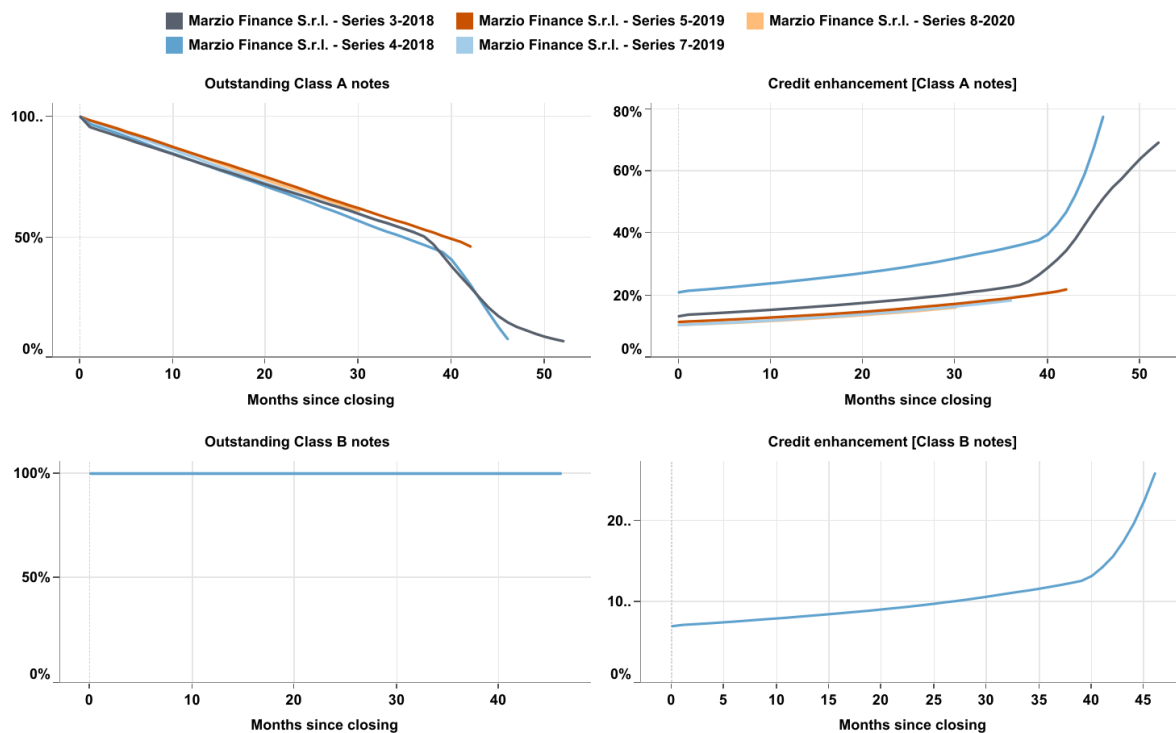 Marzio Finance S.r.l. - Series 3-2018 Marzio Finance S.r.l. - Series 5-2019 Marzio Finance S.r.l. - Series 8-2020
Marzio Finance S.r.l. - Series 4-2018 Marzio Finance S.r.l. - Series 7-2019
Outstanding Class A notes
100..
50%
0%
0 10 20 30 40 50
Months since closing
Credit enhancement [Class A notes]
80%
60%
40%
20%
0%
0 10 20 30 40 50
Months since closing
Outstanding Class B notes
100%
50%
0%
0 10 20 30 40
Months since closing
Credit enhancement [Class B notes]
20..
10..
0%
0 5 10 15 20 25 30 35 40 45
Months since closing